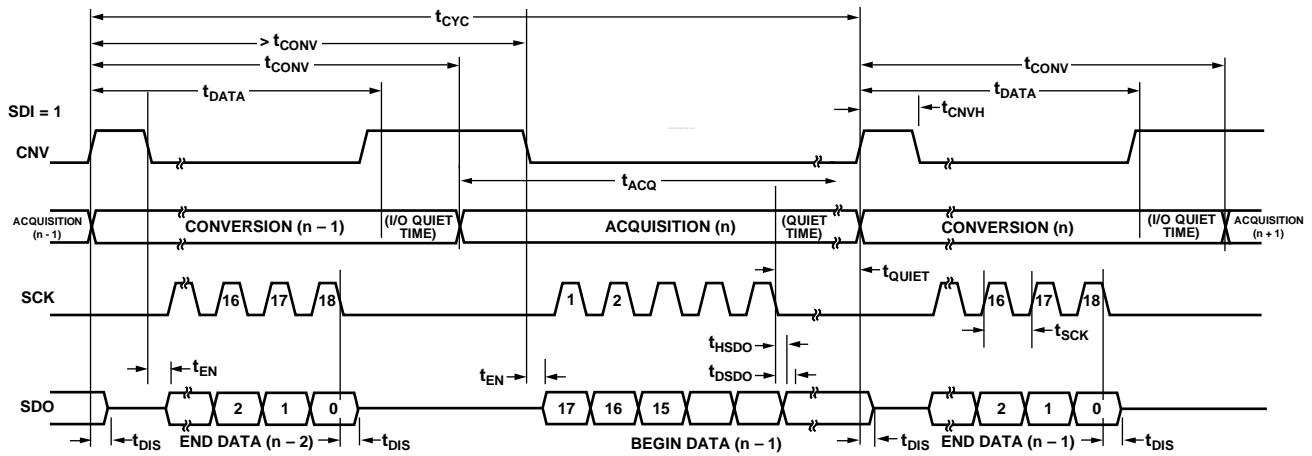 tCYC
> tCONV
tCONV
tCONV
tDATA
tDATA
SDI = 1
tCNVH
CNV
tACQ
ACQUISITION (n - 1)
CONVERSION (n – 1)
(I/O QUIET TIME)
ACQUISITION (n)
(QUIET TIME)
CONVERSION (n)
(I/O QUIET TIME)
ACQUISITION (n + 1)
tQUIET
SCK
16 17 18
1 2
16 17 18
tSCK
tHSDO
tEN
tEN
tDSDO
SDO
2 1 0
17 16 15
2 1 0
tDIS
END DATA (n – 2)
tDIS
BEGIN DATA (n – 1)
tDIS
END DATA (n – 1)
tDIS